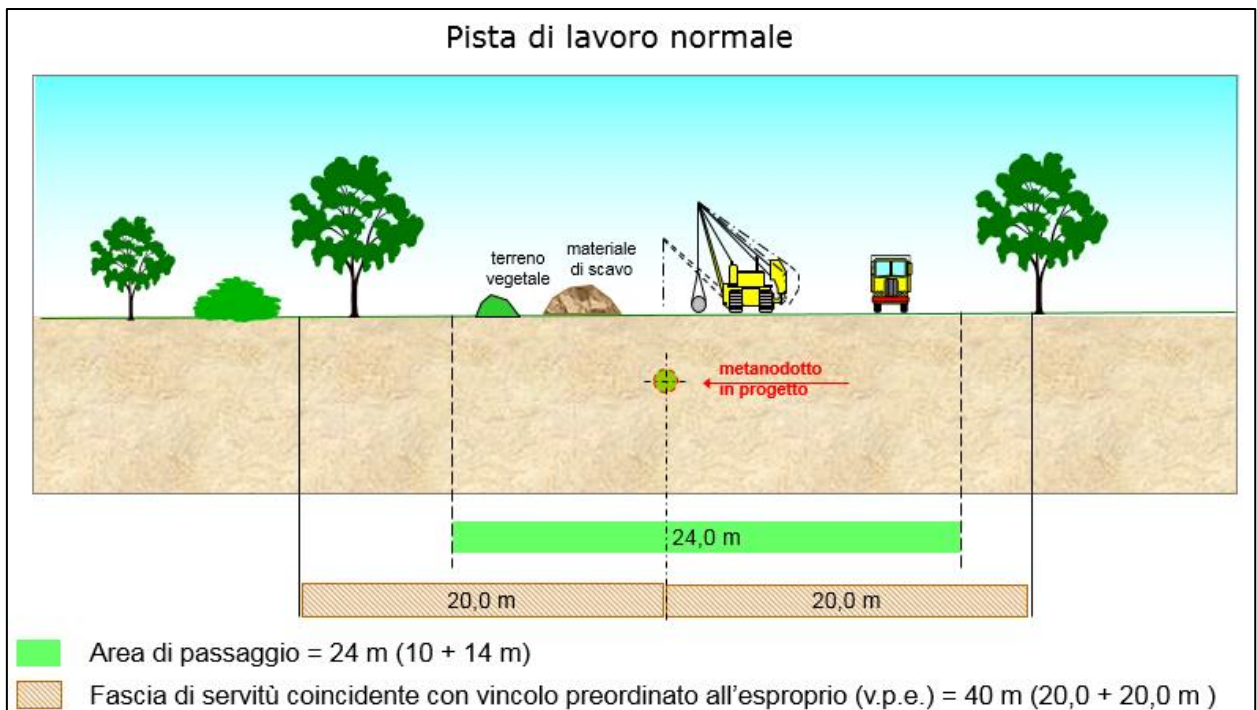 Pista di lavoro normale
terreno
vegetale
materiale
di scavo
metanodotto
in progetto
24,0 m
20,0 m
20,0 m
Area di passaggio = 24 m (10 + 14 m)
Fascia di servitù coincidente con vincolo preordinato all'esproprio (v.p.e.) = 40 m (20,0 + 20,0 m )